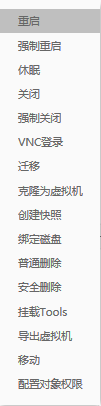 重启
强制重启
休眠
关闭
强制关闭
VNC登录
迁移
克隆为虚拟机
创建快照
绑定磁盘
普通删除
安全删除
挂载Tools
导出虚拟机
移动
配置对象权限